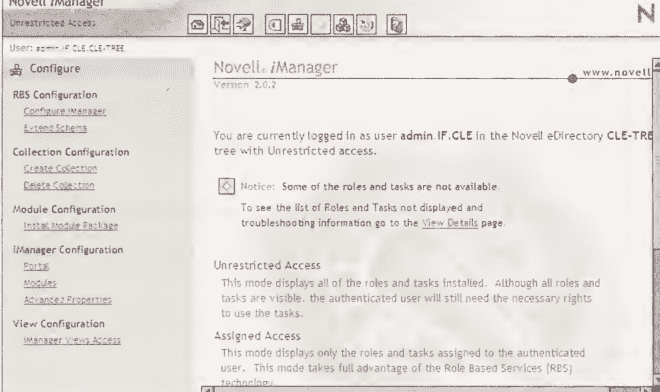 Novell iManager
Unrestricted Access
N
User: admin.IF.CLE.CLE-TREE
Configure
RBS Configuration
Configure iManager
Extend Schema
Collection Configuration
Create Collection
Delete Collection
Module Configuration
Install Module Package
iManager Configuration
Portal
Modules
Advanced Properties
View Configuration
iManager Views Access
Novell® iManager
www.novell
Version 2.0.2
You are currently logged in as user admin.IF.CLE in the Novell eDirectory CLE-TRE
tree with Unrestricted access.
Notice: Some of the roles and tasks are not available.
To see the list of Roles and Tasks not displayed and
troubleshooting information go to the View Details page.
Unrestricted Access
This mode displays all of the roles and tasks installed. Although all roles and
tasks are visible, the authenticated user will still need the necessary rights
to use the tasks.
Assigned Access
This mode displays only the roles and tasks assigned to the authenticated
user. This mode takes full advantage of the Role Based Services (RBS)
technology.